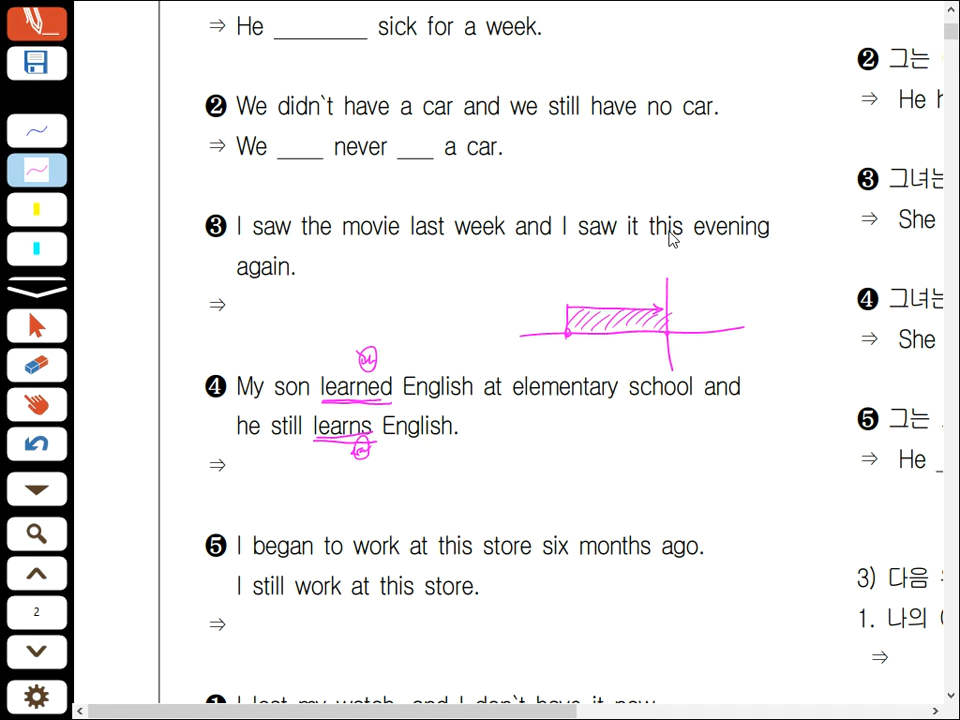 ⇒ He ________ sick for a week.
❷ We didn`t have a car and we still have no car.
⇒ We ____ never ___ a car.
❸ I saw the movie last week and I saw it this evening
again.
⇒
❹ My son learned English at elementary school and
he still learns English.
⇒
❺ I began to work at this store six months ago.
I still work at this store.
⇒
❷ 그는
⇒ He h
❸ 그녀는
⇒ She
❹ 그녀는
⇒ She
❺ 그는
⇒ He _
3) 다음
1. 나의
⇒
2